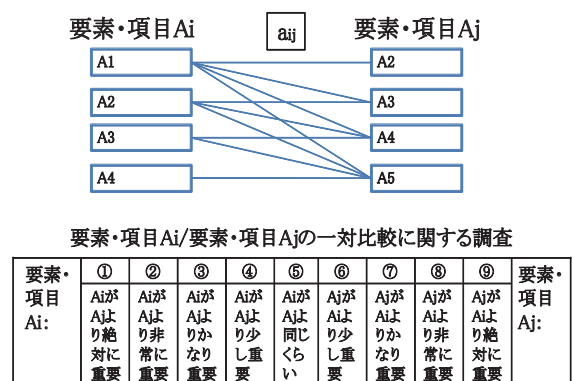 要素・項目Ai
aij
要素・項目Aj
A1
A2
A2
A3
A3
A4
A4
A5
要素・項目Ai/要素・項目Ajの一対比較に関する調査
要素・項目Ai:
①
②
③
④
⑤
⑥
⑦
⑧
⑨
要素・項目Aj:
AiがAjより絶対に重要
AiがAjより非常に重要
AiがAjよりかなり重要
AiがAjより少し重要
AiがAjより同じくらい
AjがAiより少し重要
AjがAiよりかなり重要
AjがAiより非常に重要
AjがAiより絶対に重要